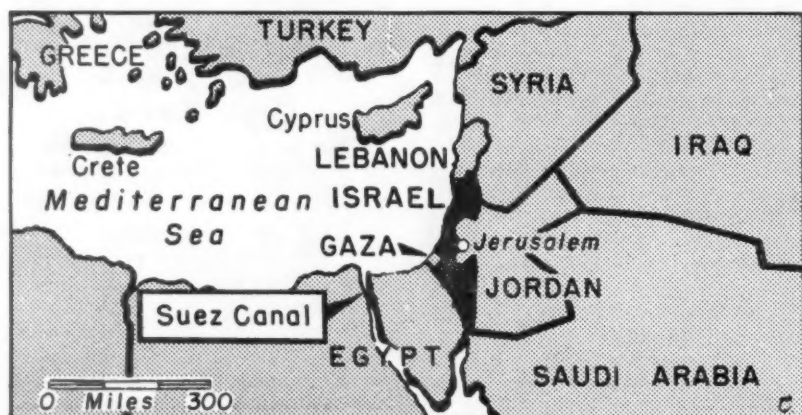 TURKEY
GREECE
SYRIA
Cyprus
IRAQ
LEBANON
Crete
Mediterranean
Sea
ISRAEL
GAZA
Jerusalem
JORDAN
Suez Canal
EGYPT
SAUDI ARABIA
0 Miles 300